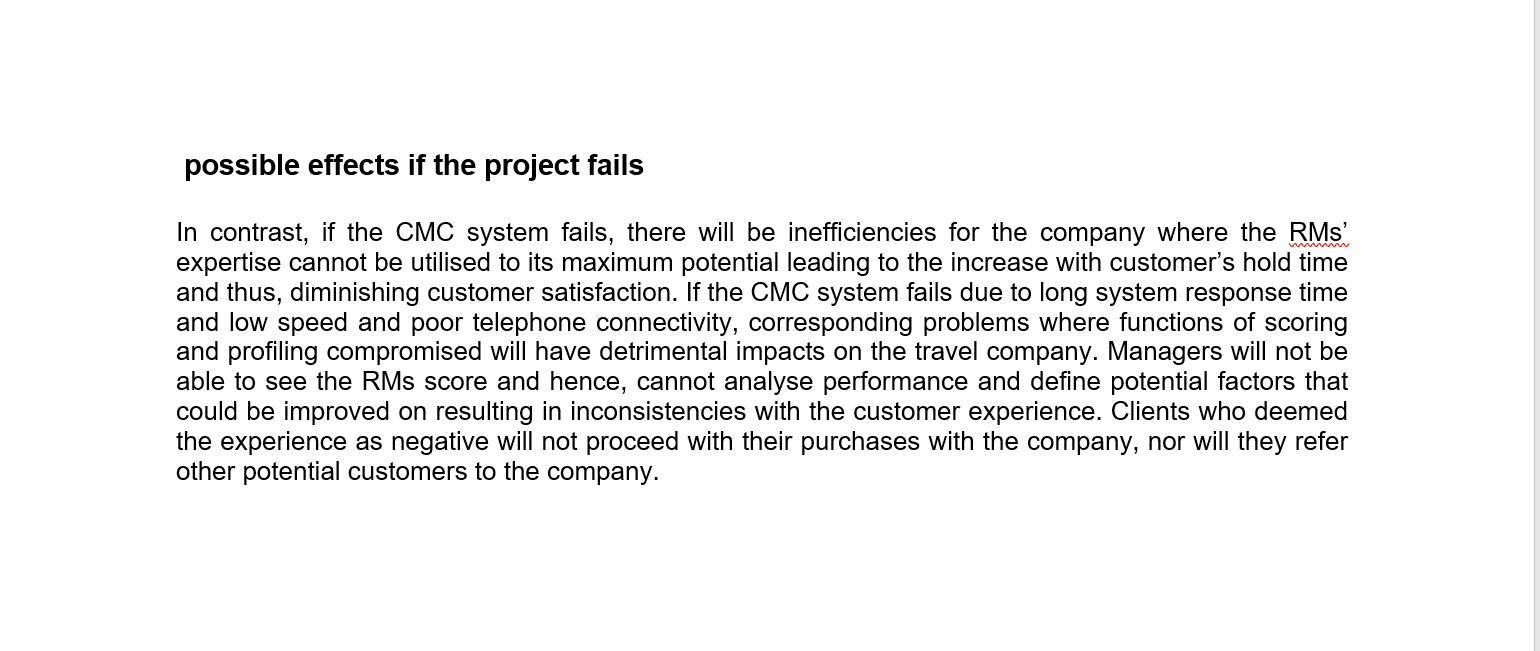 possible effects if the project fails
In contrast, if the CMC system fails, there will be inefficiencies for the company where the RMs’
expertise cannot be utilised to its maximum potential leading to the increase with customer’s hold time
and thus, diminishing customer satisfaction. If the CMC system fails due to long system response time
and low speed and poor telephone connectivity, corresponding problems where functions of scoring
and profiling compromised will have detrimental impacts on the travel company. Managers will not be
able to see the RMs score and hence, cannot analyse performance and define potential factors that
could be improved on resulting in inconsistencies with the customer experience. Clients who deemed
the experience as negative will not proceed with their purchases with the company, nor will they refer
other potential customers to the company.